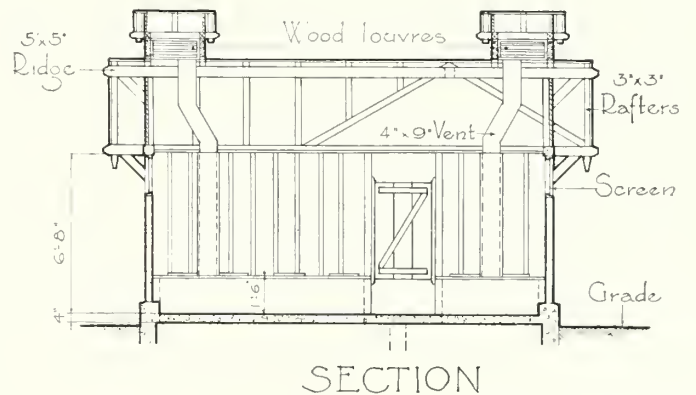 Wood louvres
5"x5"
Ridge
3"x3"
Rafters
4"x9" Vent
Screen
6'-8"
1'6"
4"
Grade
SECTION